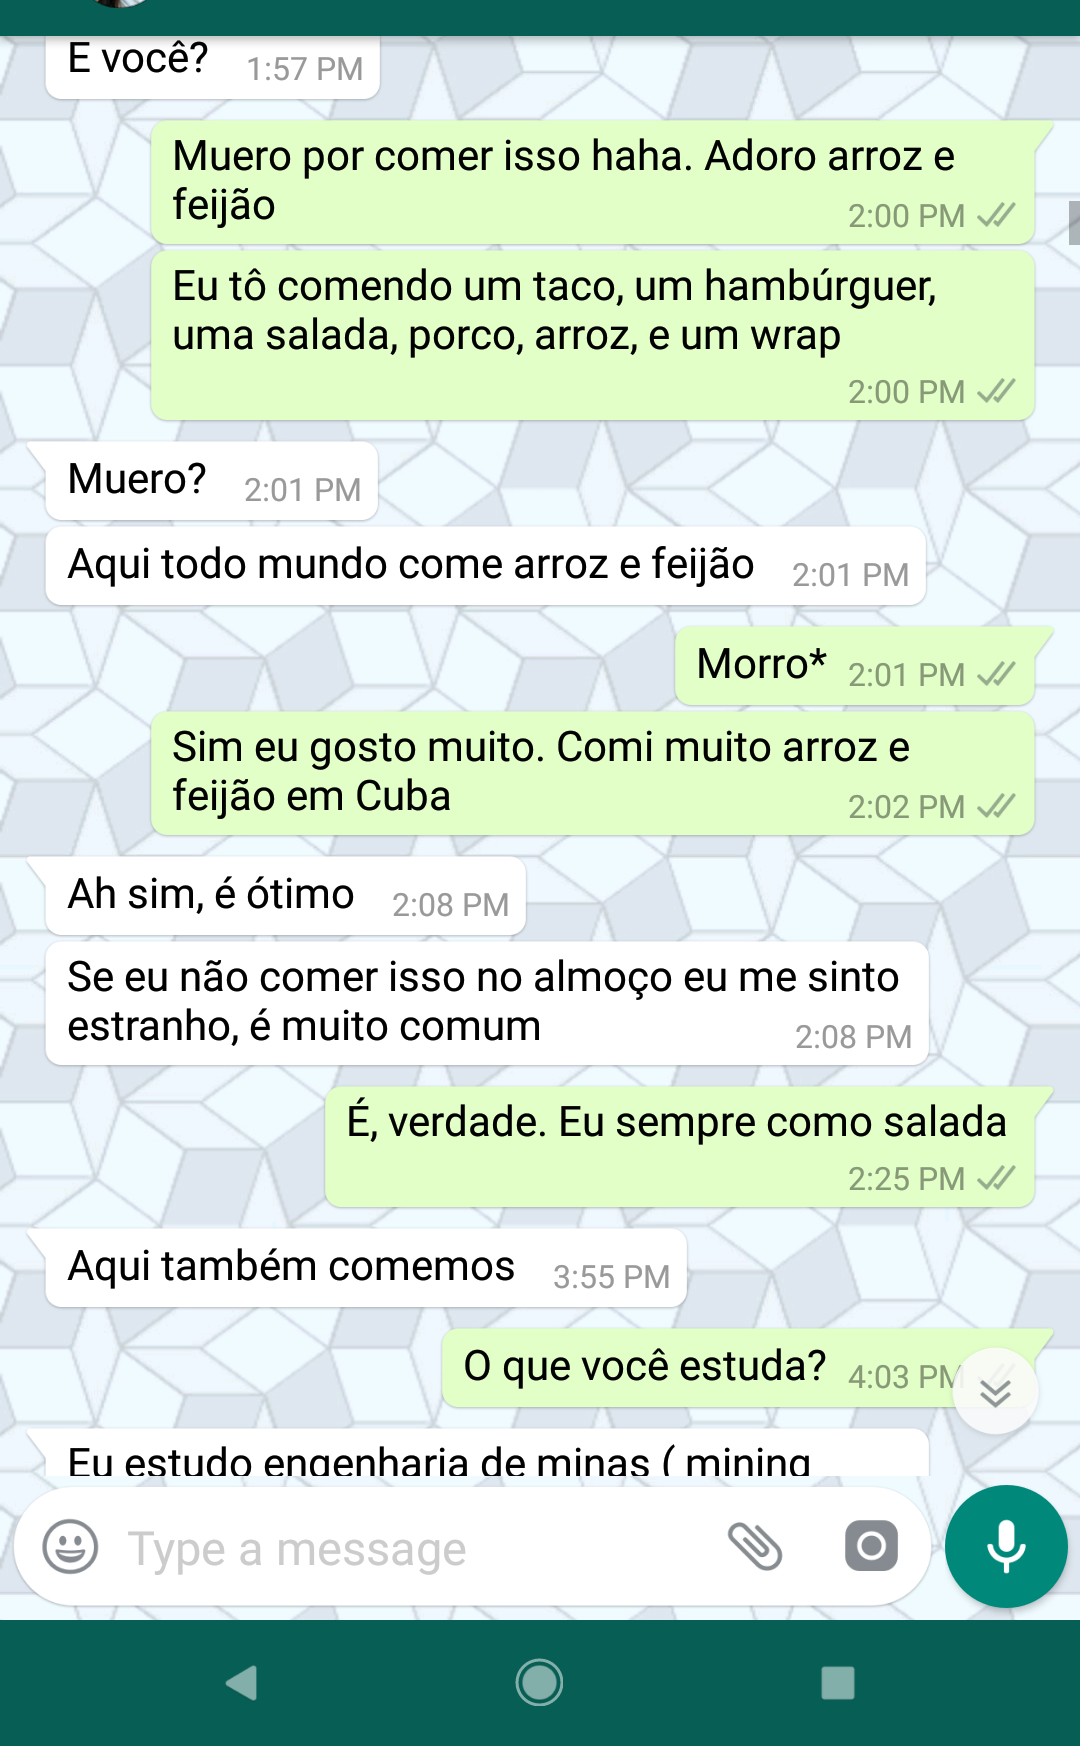 E você? 1:57 PM
Muero por comer isso haha. Adoro arroz e
feijão 2:00 PM
Eu tô comendo um taco, um hambúrguer,
uma salada, porco, arroz, e um wrap
2:00 PM
Muero? 2:01 PM
Aqui todo mundo come arroz e feijão 2:01 PM
Morro* 2:01 PM
Sim eu gosto muito. Comi muito arroz e
feijão em Cuba 2:02 PM
Ah sim, é ótimo 2:08 PM
Se eu não comer isso no almoço eu me sinto
estranho, é muito comum 2:08 PM
É, verdade. Eu sempre como salada
2:25 PM
Aqui também comemos 3:55 PM
O que você estuda? 4:03 PM
Eu estudo engenharia de minas ( mining
Type a message